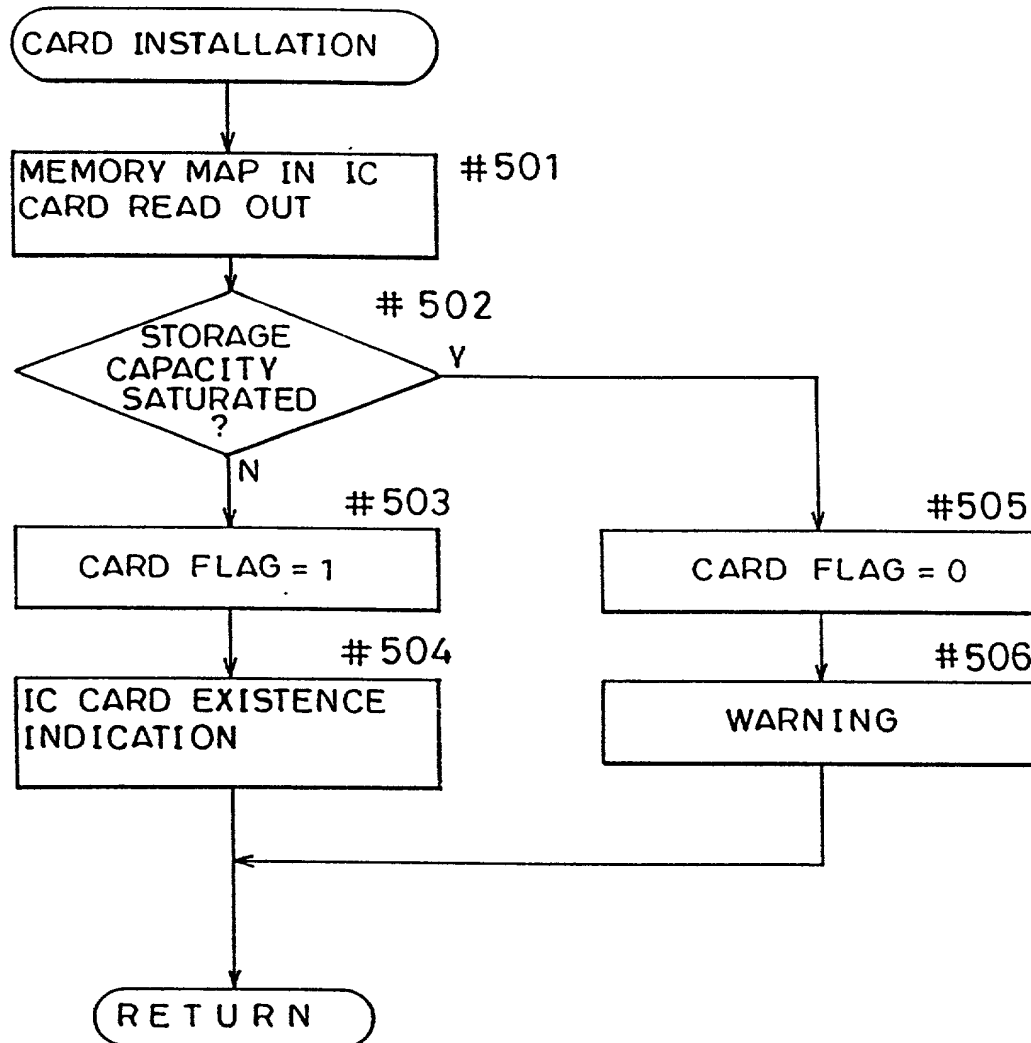 CARD INSTALLATION
MEMORY MAP IN IC
CARD READ OUT
#501
#502
STORAGE
CAPACITY
SATURATED
?
Y
N
#503
CARD FLAG = 1
#505
CARD FLAG = 0
#504
IC CARD EXISTENCE
INDICATION
#506
WARNING
RETURN